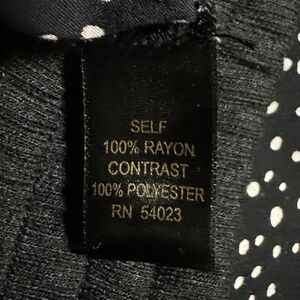 SELF
100% RAYON
CONTRAST
100% POLYESTER
RN 54023